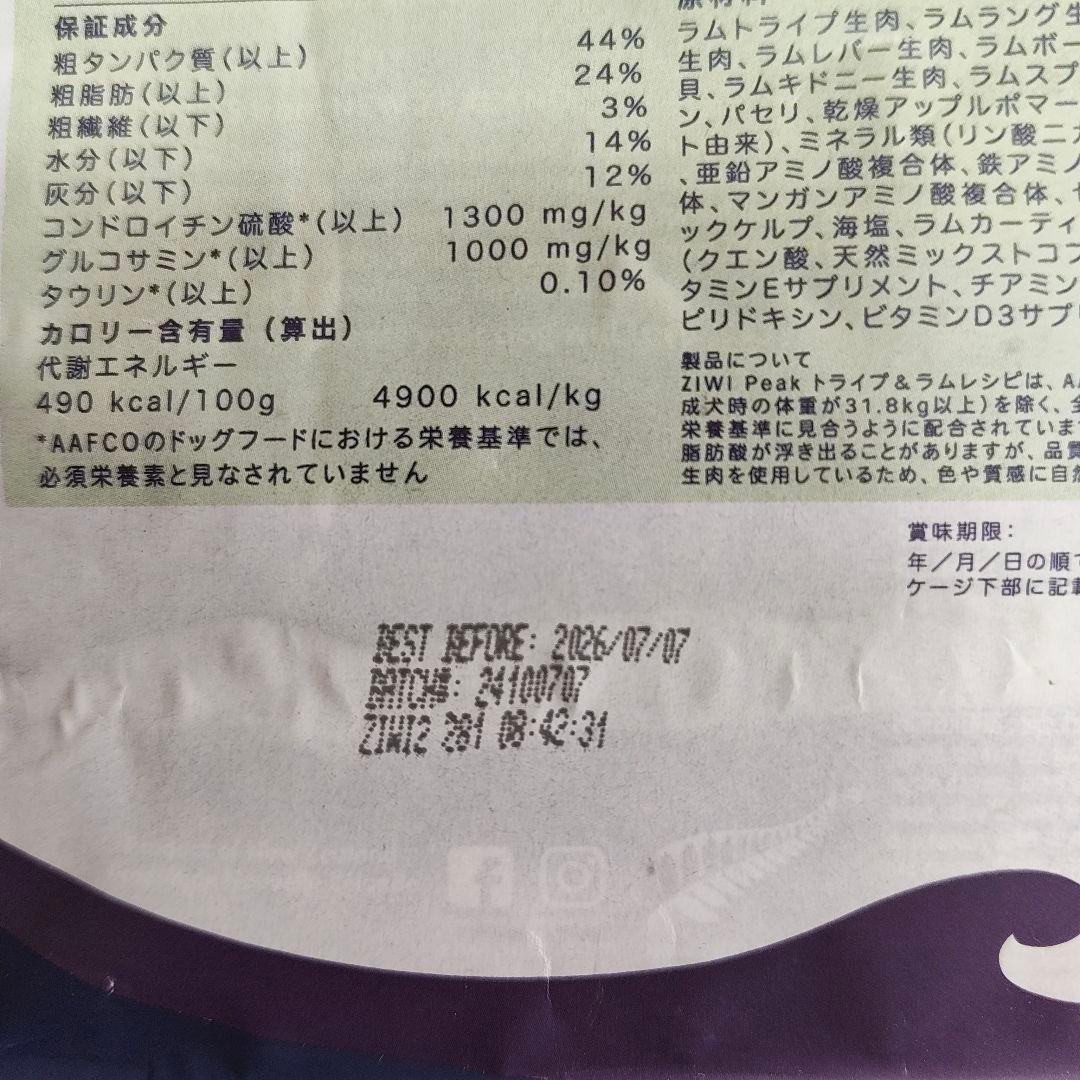 保証成分
粗タンパク質(以上) 44%
粗脂肪(以上) 24%
粗繊維(以下) 3%
水分(以下) 14%
灰分(以下) 12%
コンドロイチン硫酸*(以上) 1300 mg/kg
グルコサミン*(以上) 1000 mg/kg
タウリン*(以上) 0.10%
カロリー含有量(算出)
代謝エネルギー
490 kcal/100g 4900 kcal/kg
*AAFCOのドッグフードにおける栄養基準では、
必須栄養素と見なされていません
原材料
ラムトライプ生肉、ラムラング生
生肉、ラムレバー生肉、ラムボー
貝、ラムキドニー生肉、ラムスプ
ン、パセリ、乾燥アップルポマー
ト由来)、ミネラル類(リン酸二カ
、亜鉛アミノ酸複合体、鉄アミノ
体、マンガンアミノ酸複合体、セ
ックケルプ、海塩、ラムカーティ
(クエン酸、天然ミックストコフ
タミンEサプリメント、チアミン
ピリドキシン、ビタミンD3サプリ
製品について
ZIWI Peak トライプ&ラムレシピは、AA
成犬時の体重が31.8kg以上)を除く、全
栄養基準に見合うように配合されています
脂肪酸が浮き出ることがありますが、品質
生肉を使用しているため、色や質感に自然
賞味期限:
年/月/日の順で
ケージ下部に記載
BEST BEFORE: 2026/07/07
BATCH#: 24100707
ZIWI2 281 08:42:31